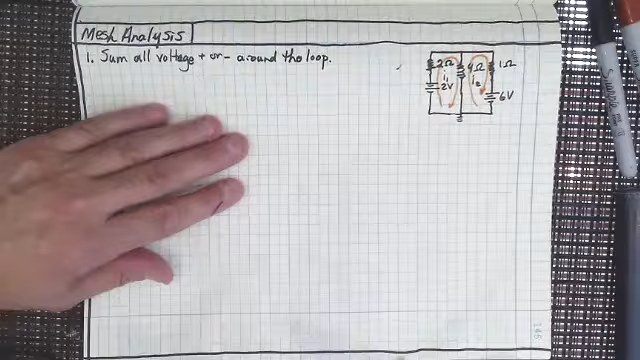 Mesh Analysis
1. Sum all voltage + or - around the loop.
2Ω 4Ω 1Ω
i₁ 2V i₂
6V